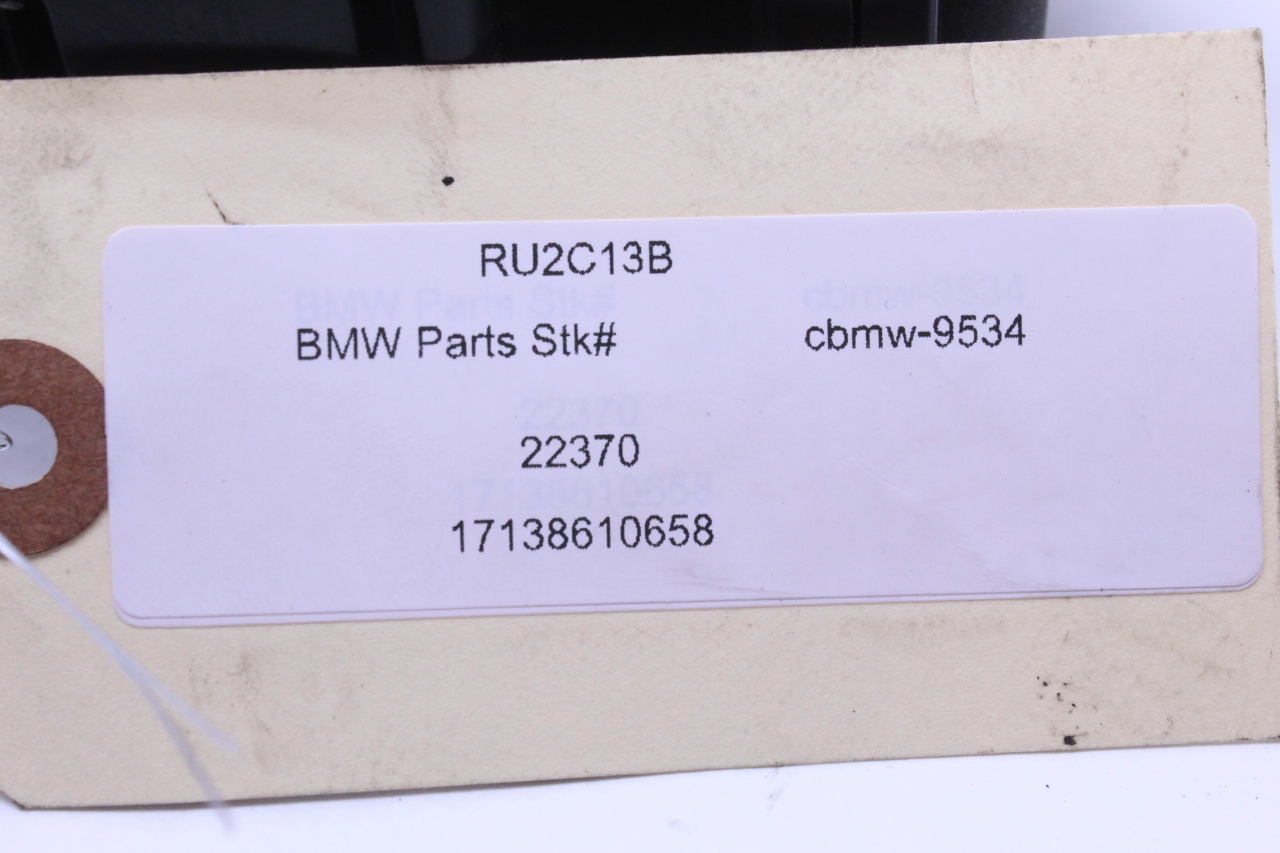 RU2C13B
BMW Parts Stk# cbmw-9534
22370
17138610658